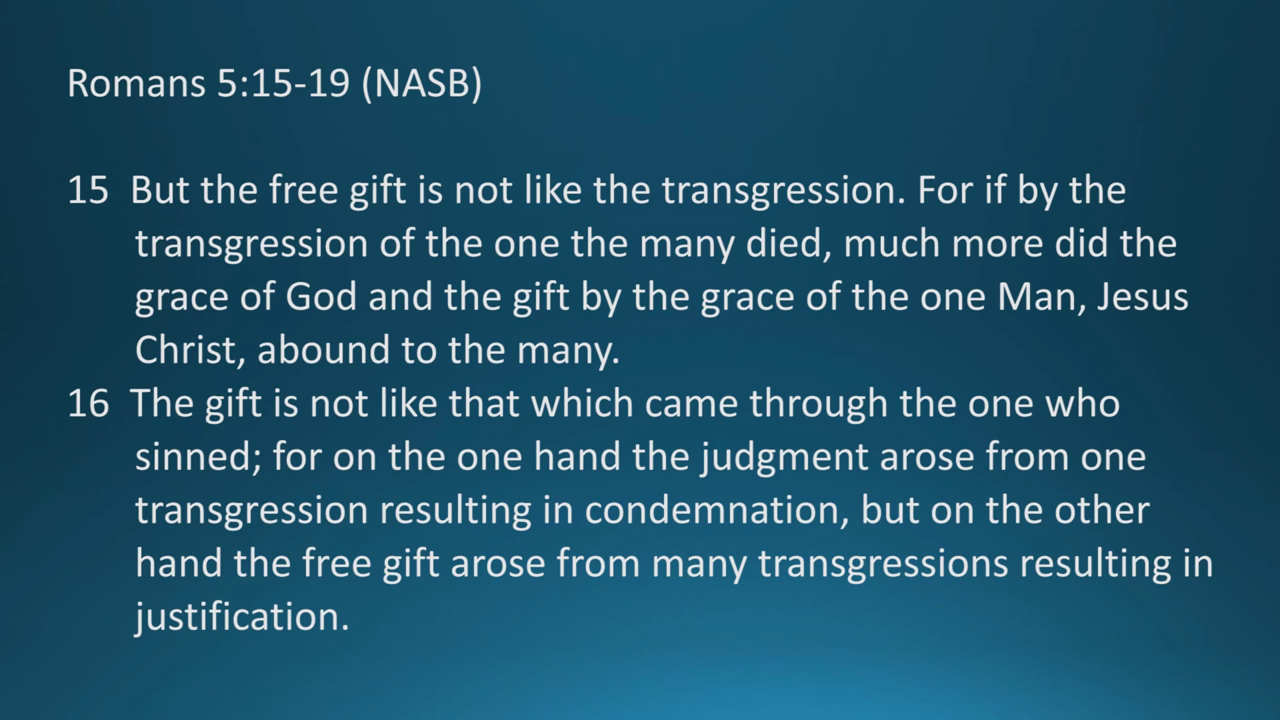 Romans 5:15-19 (NASB)
15 But the free gift is not like the transgression. For if by the
transgression of the one the many died, much more did the
grace of God and the gift by the grace of the one Man, Jesus
Christ, abound to the many.
16 The gift is not like that which came through the one who
sinned; for on the one hand the judgment arose from one
transgression resulting in condemnation, but on the other
hand the free gift arose from many transgressions resulting in
justification.